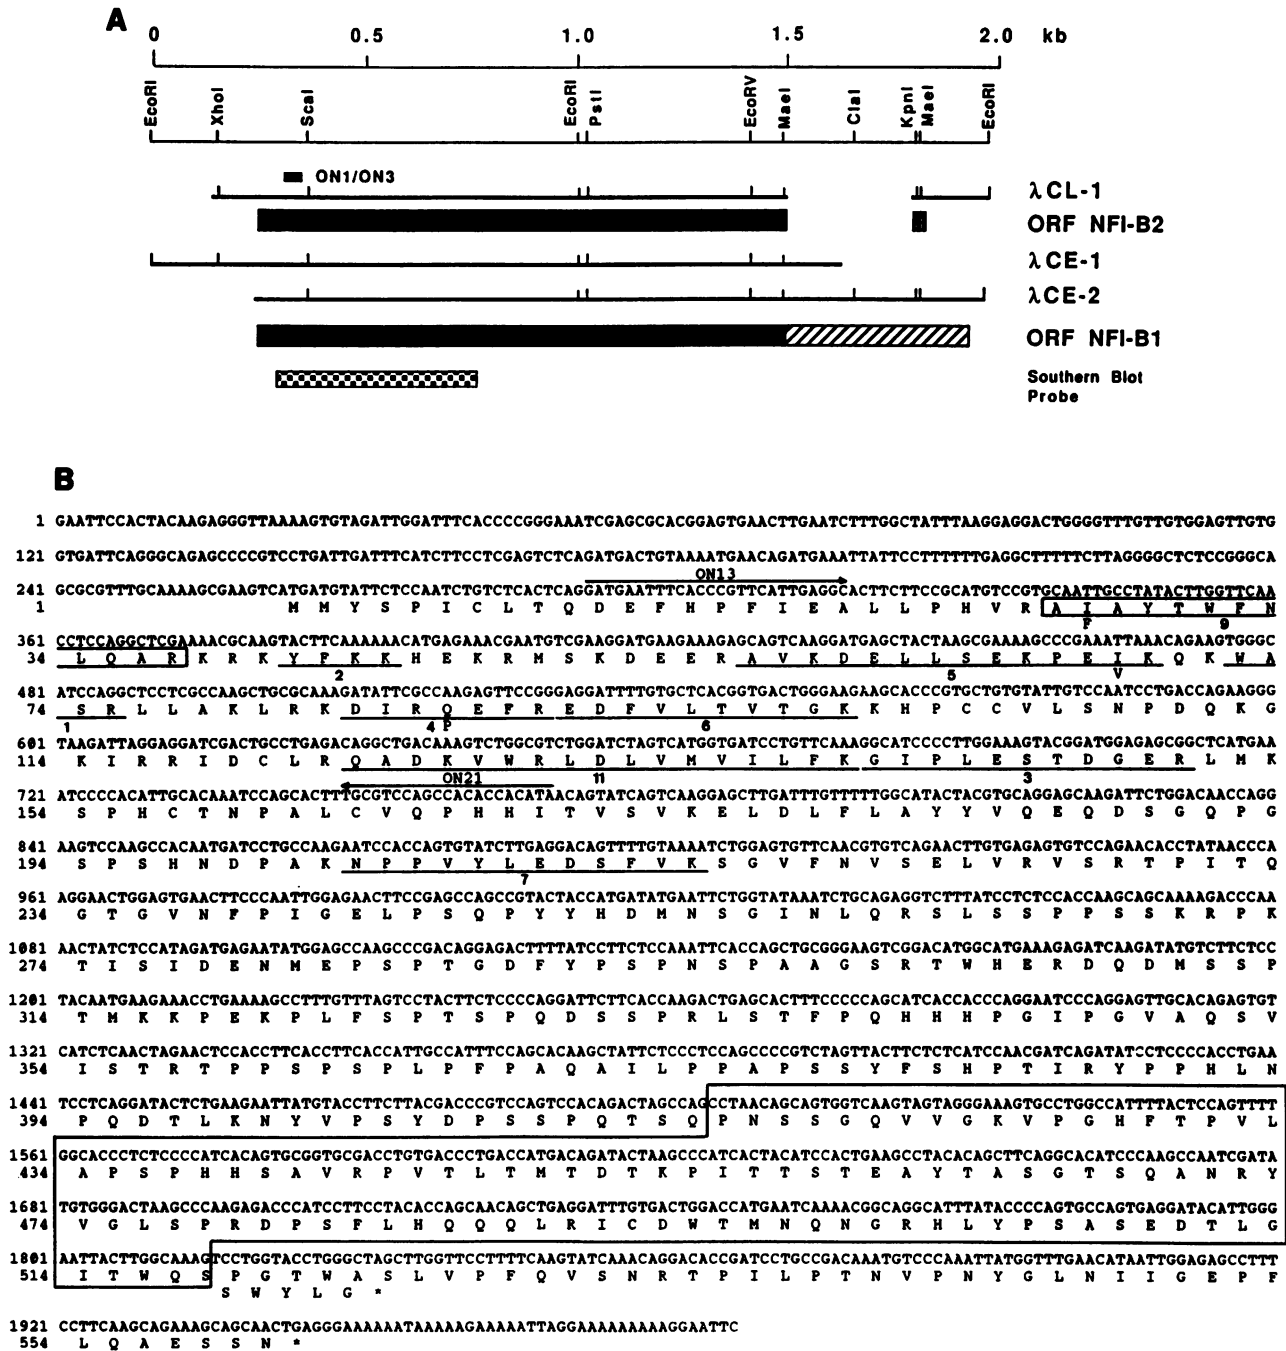 A
0 0.5 1.0 1.5 2.0 kb
EcoRI XhoI ScaI EcoRI PstI EcoRV MaeI ClaI KpnI MaeI EcoRI
ON1/ON3
λCL-1
ORF NFI-B2
λCE-1
λCE-2
ORF NFI-B1
Southern Blot
Probe
B
1 GAATTCCACTACAAGAGGGTTAAAAGTGTAGATTGGATTTCACCCCGGGAAATCGAGCGCACGGAGTGAACTTGAATCTTTGGCTATTTAAGGAGGACTGGGGTTTGTTGTGGAGTTGTG
121 GTGATTCAGGGCAGAGCCCCGTCCTGATTGATTTCATCTTCCTCGAGTCTCAGATGACTGTAAAATGAACAGATGAAATTATTCCTTTTTTGAGGCTTTTTCTTAGGGGCTCTCCGGGCA
ON13
241 GCGCGTTTGCAAAAGCGAAGTCATGATGTATTCTCCAATCTGTCTCACTCAGGATGAATTTCACCCGTTCATTGAGGCACTTCTTCCGCATGTCCGTGCAATTGCCTATACTTGGTTCAA
1 M M Y S P I C L T Q D E F H P F I E A L L P H V R A I A Y T W F N
F 9
361 CCTCCAGGCTCGAAAACGCAAGTACTTCAAAAAACATGAGAAACGAATGTCGAAGGATGAAGAAAGAGCAGTCAAGGATGAGCTACTAAGCGAAAAGCCCGAAATTAAACAGAAGTGGGC
34 L Q A R K R K Y F K K H E K R M S K D E E R A V K D E L L S E K P E I K Q K W A
2 5 V
481 ATCCAGGCTCCTCGCCAAGCTGCGCAAAGATATTCGCCAAGAGTTCCGGGAGGATTTTGTGCTCACGGTGACTGGGAAGAAGCACCCGTGCTGTGTATTGTCCAATCCTGACCAGAAGGG
74 S R L L A K L R K D I R Q E F R E D F V L T V T G K K H P C C V L S N P D Q K G
1 4 P 6
601 TAAGATTAGGAGGATCGACTGCCTGAGACAGGCTGACAAAGTCTGGCGTCTGGATCTAGTCATGGTGATCCTGTTCAAAGGCATCCCCTTGGAAAGTACGGATGGAGAGCGGCTCATGAA
114 K I R R I D C L R Q A D K V W R L D L V M V I L F K G I P L E S T D G E R L M K
ON21 11 3
721 ATCCCCACATTGCACAAATCCAGCACTTTGCGTCCAGCCACACCACATAACAGTATCAGTCAAGGAGCTTGATTTGTTTTTGGCATACTACGTGCAGGAGCAAGATTCTGGACAACCAGG
154 S P H C T N P A L C V Q P H H I T V S V K E L D L F L A Y Y V Q E Q D S G Q P G
841 AAGTCCAAGCCACAATGATCCTGCCAAGAATCCACCAGTGTATCTTGAGGACAGTTTTGTAAAATCTGGAGTGTTCAACGTGTCAGAACTTGTGAGAGTGTCCAGAACACCTATAACCCA
194 S P S H N D P A K N P P V Y L E D S F V K S G V F N V S E L V R V S R T P I T Q
7
961 AGGAACTGGAGTGAACTTCCCAATTGGAGAACTTCCGAGCCAGCCGTACTACCATGATATGAATTCTGGTATAAATCTGCAGAGGTCTTTATCCTCTCCACCAAGCAGCAAAAGACCCAA
234 G T G V N F P I G E L P S Q P Y Y H D M N S G I N L Q R S L S S P P S S K R P K
1081 AACTATCTCCATAGATGAGAATATGGAGCCAAGCCCGACAGGAGACTTTTATCCTTCTCCAAATTCACCAGCTGCGGGAAGTCGGACATGGCATGAAAGAGATCAAGATATGTCTTCTCC
274 T I S I D E N M E P S P T G D F Y P S P N S P A A G S R T W H E R D Q D M S S P
1201 TACAATGAAGAAACCTGAAAAGCCTTTGTTTAGTCCTACTTCTCCCCAGGATTCTTCACCAAGACTGAGCACTTTCCCCCAGCATCACCACCCAGGAATCCCAGGAGTTGCACAGAGTGT
314 T M K K P E K P L F S P T S P Q D S S P R L S T F P Q H H H P G I P G V A Q S V
1321 CATCTCAACTAGAACTCCACCTTCACCTTCACCATTGCCATTTCCAGCACAAGCTATTCTCCCTCCAGCCCCGTCTAGTTACTTCTCTCATCCAACGATCAGATATCCTCCCCACCTGAA
354 I S T R T P P S P S P L P F P A Q A I L P P A P S S Y F S H P T I R Y P P H L N
1441 TCCTCAGGATACTCTGAAGAATTATGTACCTTCTTACGACCCGTCCAGTCCACAGACTAGCCAGCCTAACAGCAGTGGTCAAGTAGTAGGGAAAGTGCCTGGCCATTTTACTCCAGTTTT
394 P Q D T L K N Y V P S Y D P S S P Q T S Q P N S S G Q V V G K V P G H F T P V L
1561 GGCACCCTCTCCCCATCACAGTGCGGTGCGACCTGTGACCCTGACCATGACAGATACTAAGCCCATCACTACATCCACTGAAGCCTACACAGCTTCAGGCACATCCCAAGCCAATCGATA
434 A P S P H H S A V R P V T L T M T D T K P I T T S T E A Y T A S G T S Q A N R Y
1681 TGTGGGACTAAGCCCAAGAGACCCATCCTTCCTACACCAGCAACAGCTGAGGATTTGTGACTGGACCATGAATCAAAACGGCAGGCATTTATACCCCAGTGCCAGTGAGGATACATTGGG
474 V G L S P R D P S F L H Q Q Q L R I C D W T M N Q N G R H L Y P S A S E D T L G
1801 AATTACTTGGCAAAGTCCTGGTACCTGGGCTAGCTTGGTTCCTTTTCAAGTATCAAACAGGACACCGATCCTGCCGACAAATGTCCCAAATTATGGTTTGAACATAATTGGAGAGCCTTT
514 I T W Q S P G T W A S L V P F Q V S N R T P I L P T N V P N Y G L N I I G E P F
S W Y L G *
1921 CCTTCAAGCAGAAAGCAGCAACTGAGGGAAAAAATAAAAAGAAAAATTAGGAAAAAAAAAGGAATTC
554 L Q A E S S N *